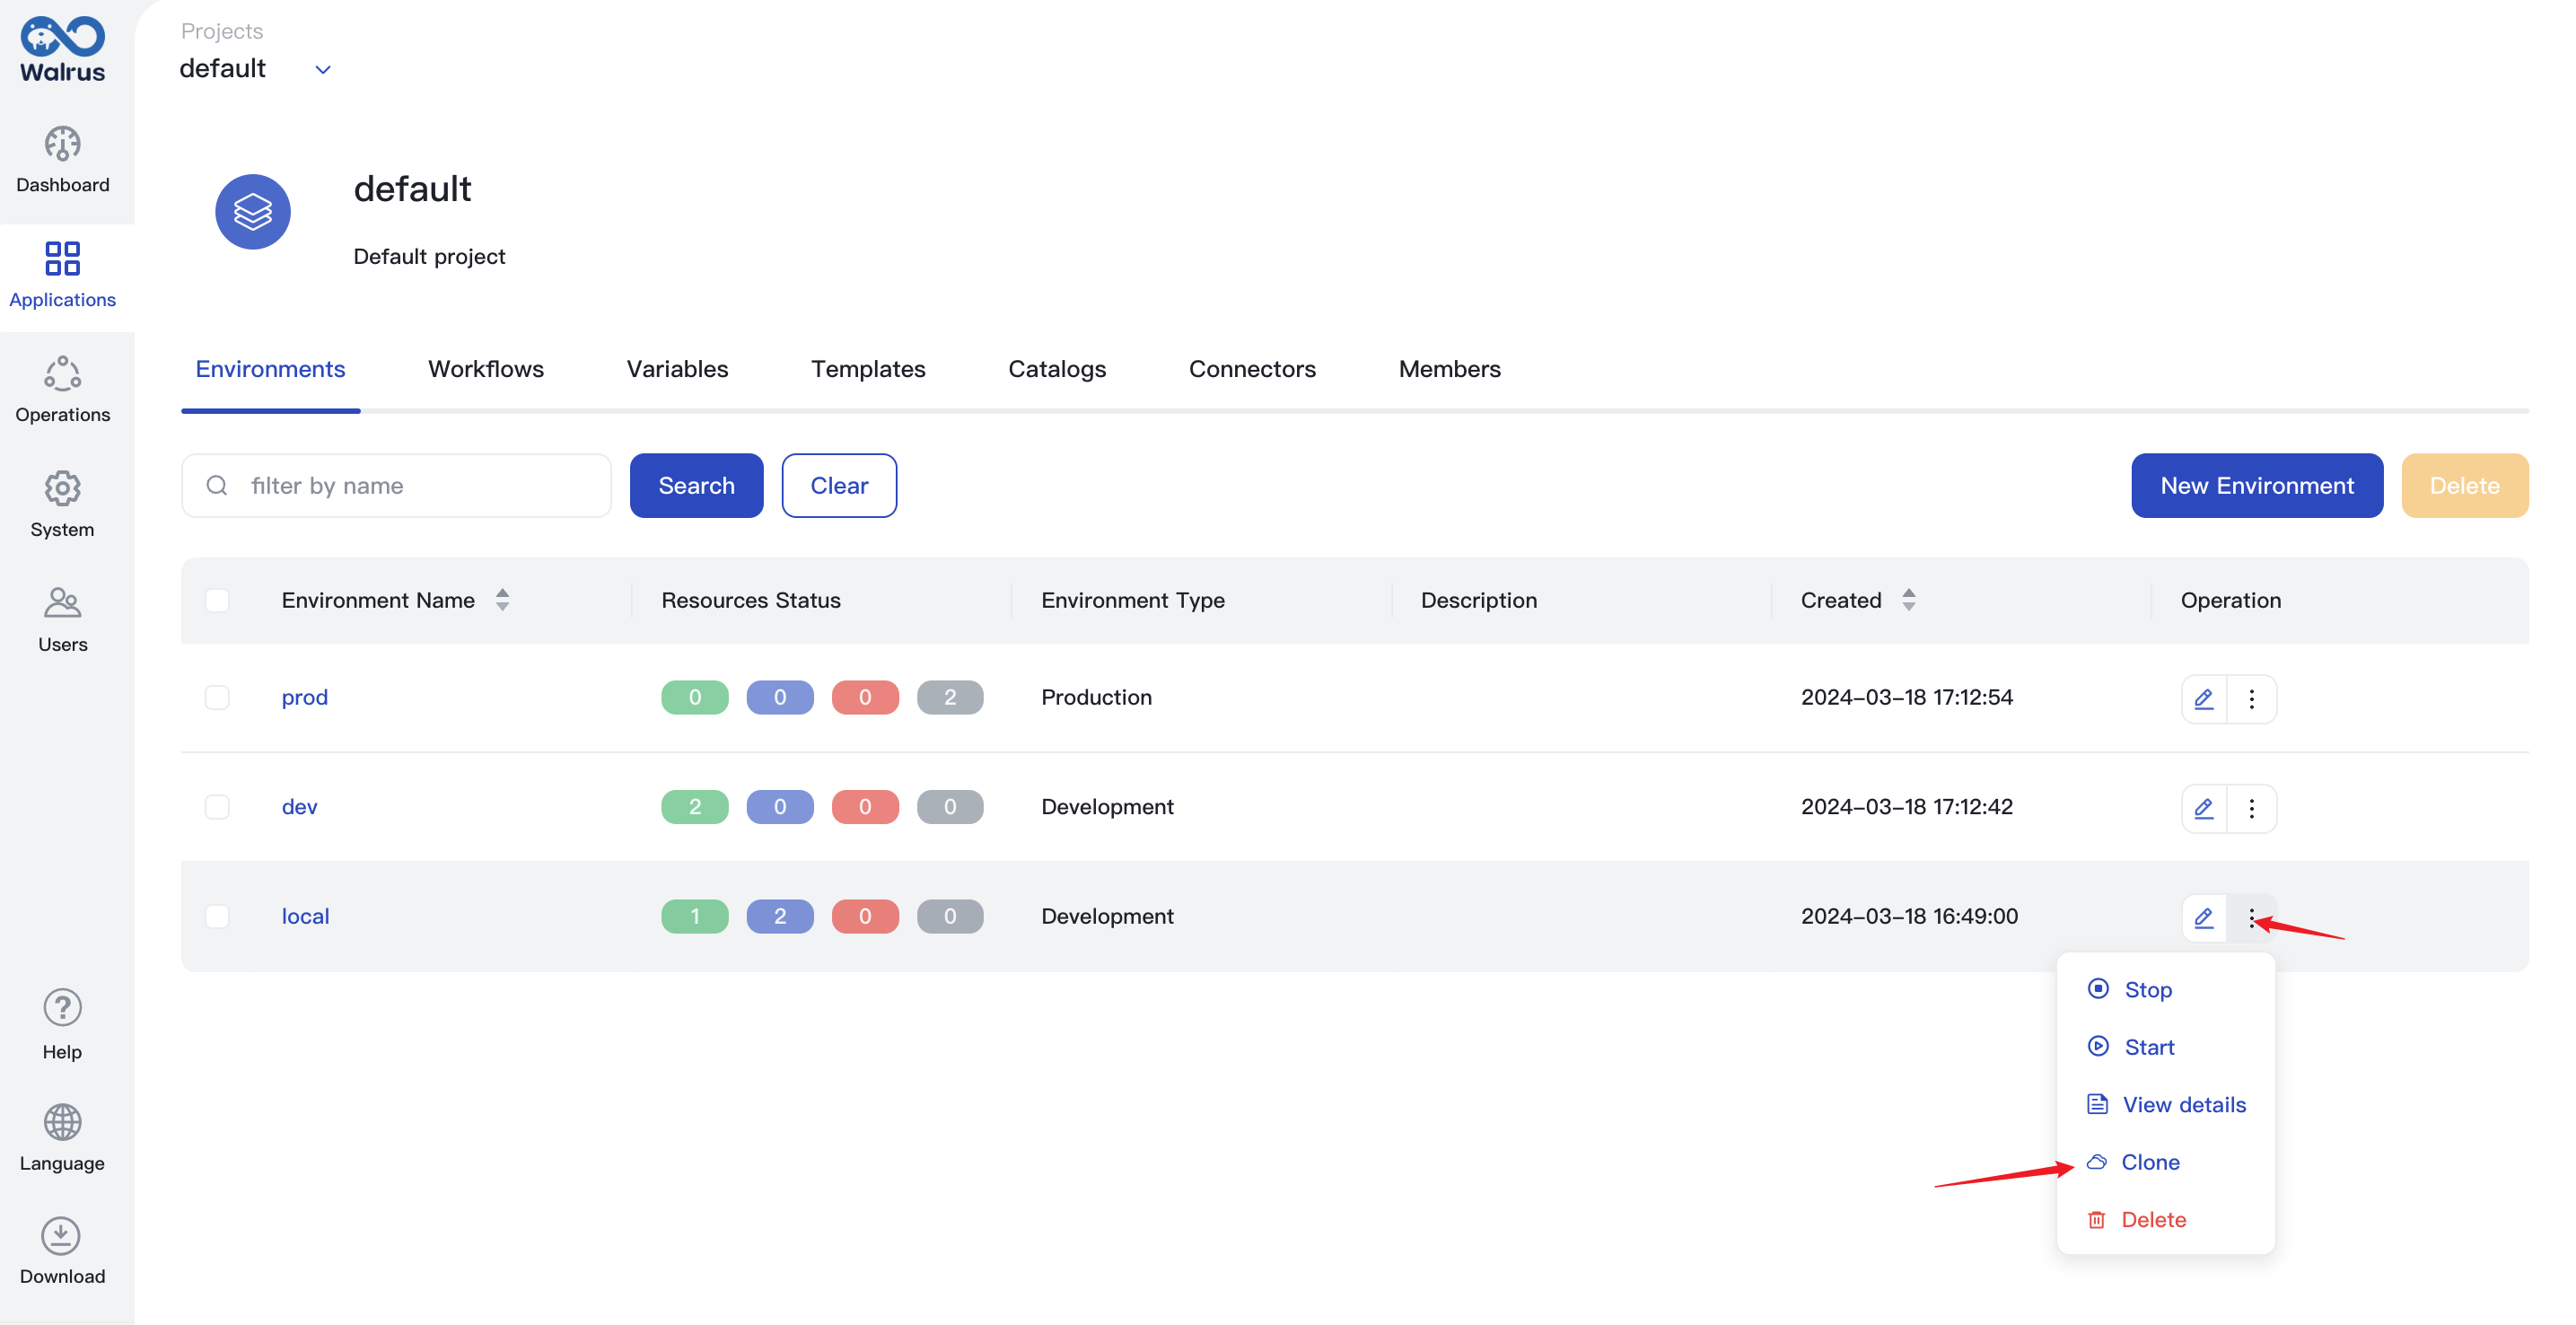 Walrus
Dashboard
Applications
Operations
System
Users
Help
Language
Download
Projects
default
default
Default project
Environments Workflows Variables Templates Catalogs Connectors Members
filter by name Search Clear New Environment Delete
Environment Name Resources Status Environment Type Description Created Operation
prod 0 0 0 2 Production 2024-03-18 17:12:54
dev 2 0 0 0 Development 2024-03-18 17:12:42
local 1 2 0 0 Development 2024-03-18 16:49:00
Stop
Start
View details
Clone
Delete